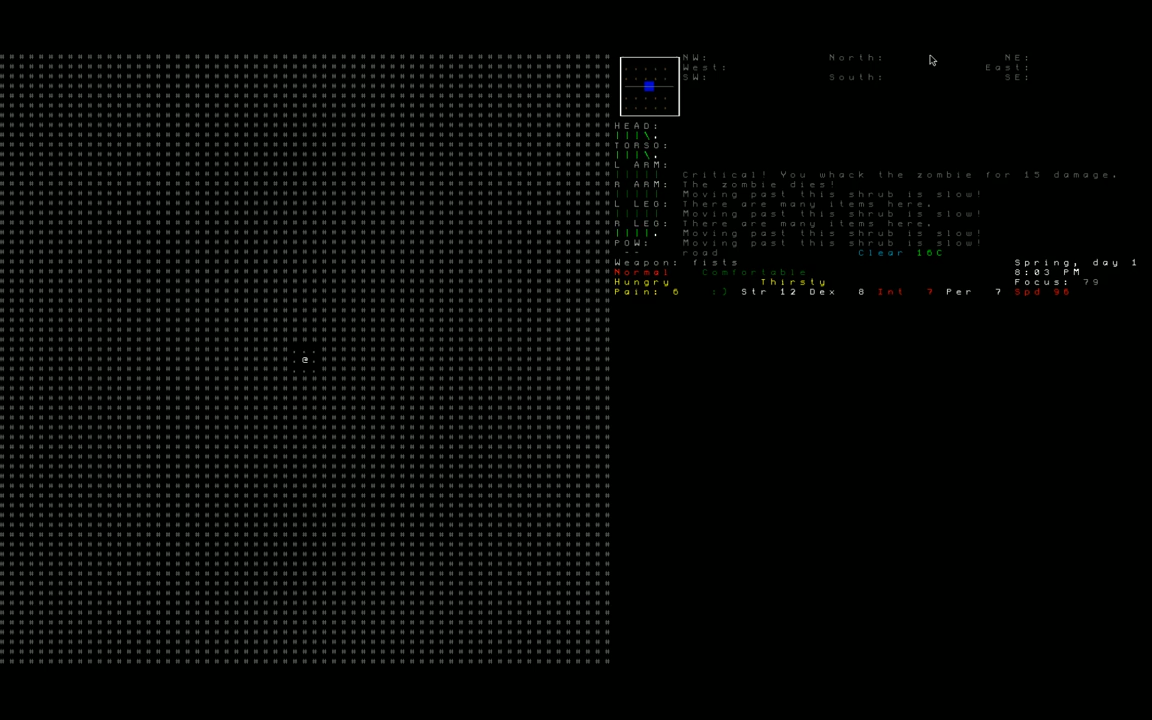 NW: North: NE:
West: East:
SW: South: SE:
HEAD:
|||\.
TORSO:
|||\.
L ARM:
||||| Critical! You whack the zombie for 15 damage.
R ARM: The zombie dies!
||||| Moving past this shrub is slow!
L LEG: There are many items here.
||||| Moving past this shrub is slow!
R LEG: There are many items here.
||||. Moving past this shrub is slow!
POW: Moving past this shrub is slow!
-- road Clear 16C
Weapon: fists Spring, day 1
Normal Comfortable 8:03 PM
Hungry Thirsty Focus: 79
Pain: 6 :) Str 12 Dex 8 Int 7 Per 7 Spd 96
@